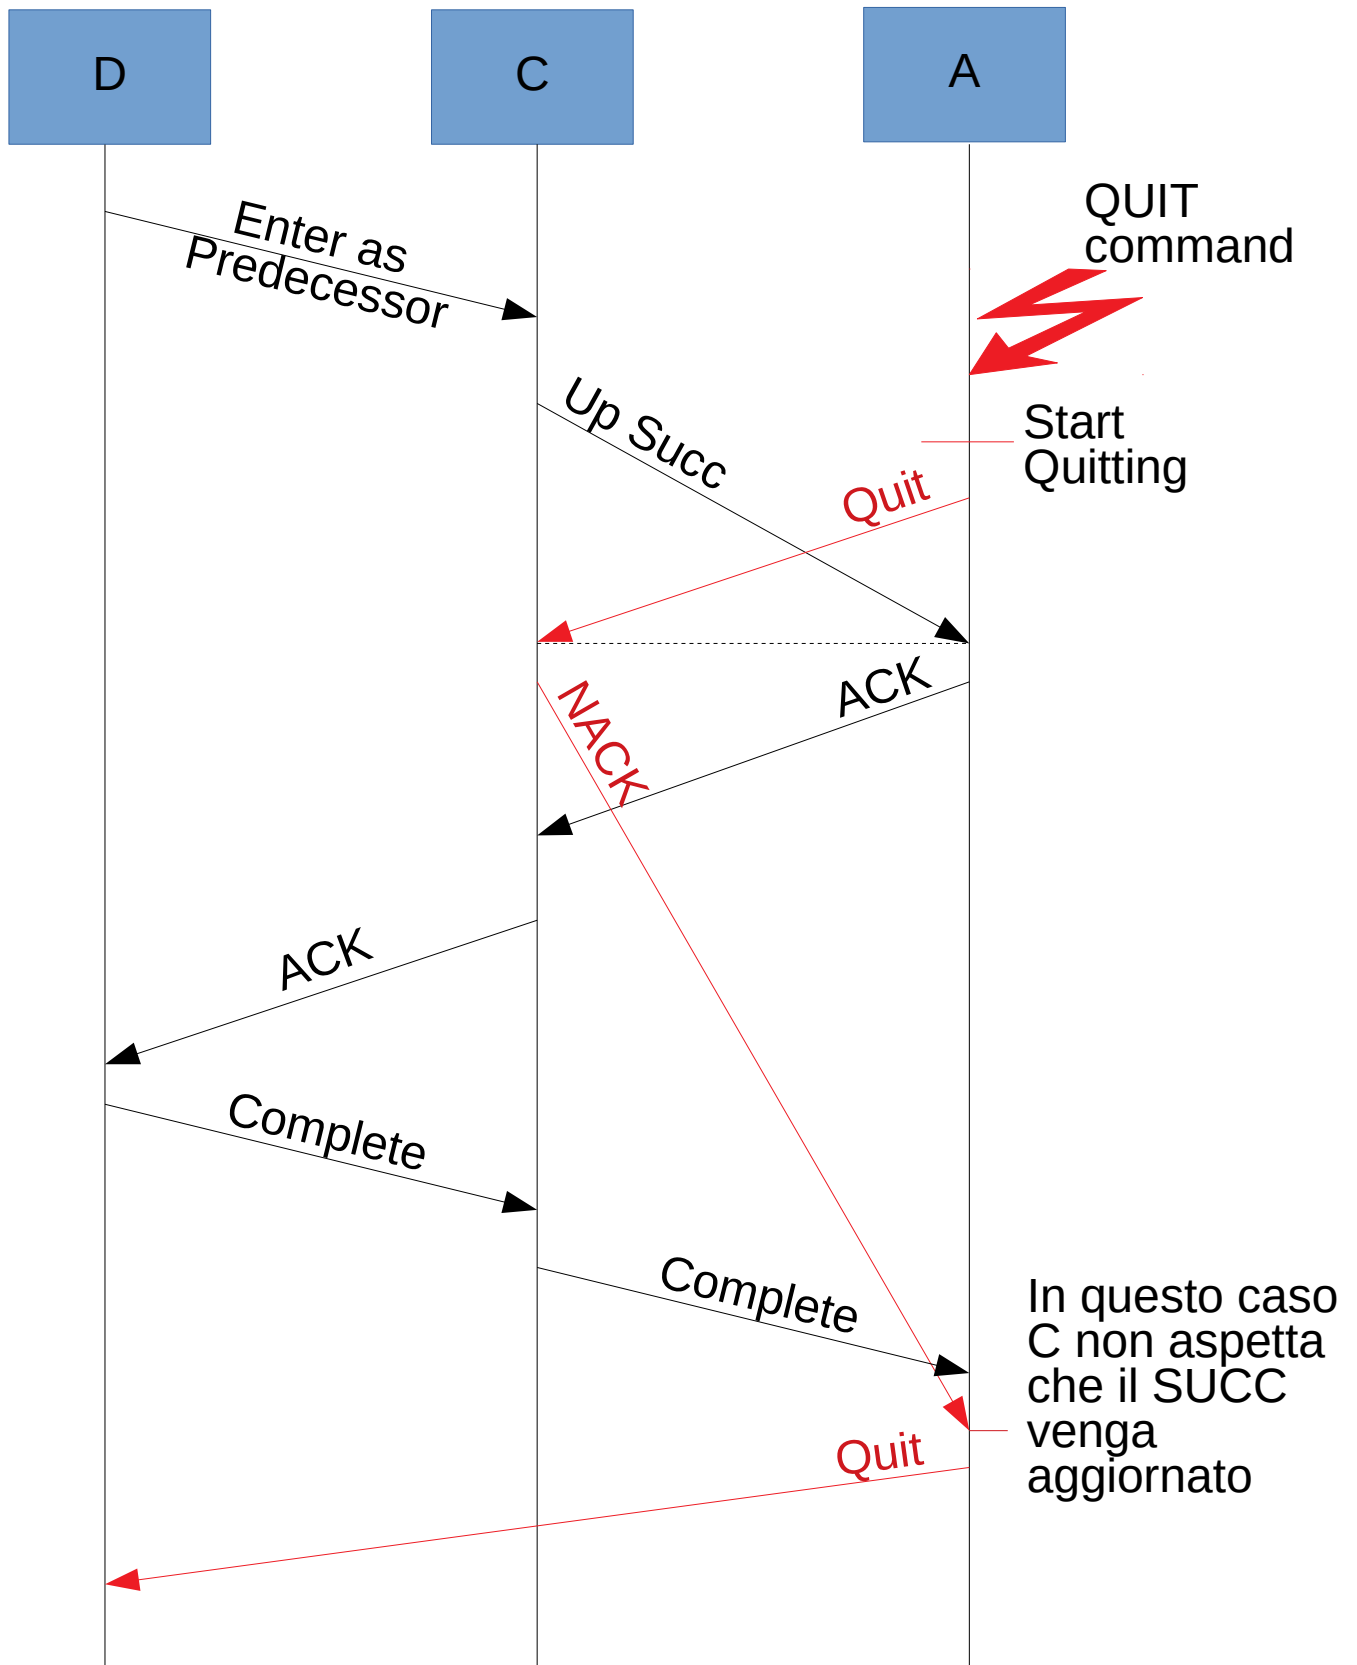 D
C
A
QUIT
command
Enter as
Predecessor
Up Succ
Start
Quitting
Quit
ACK
NACK
ACK
Complete
Complete
In questo caso
C non aspetta
che il SUCC
venga
aggiornato
Quit